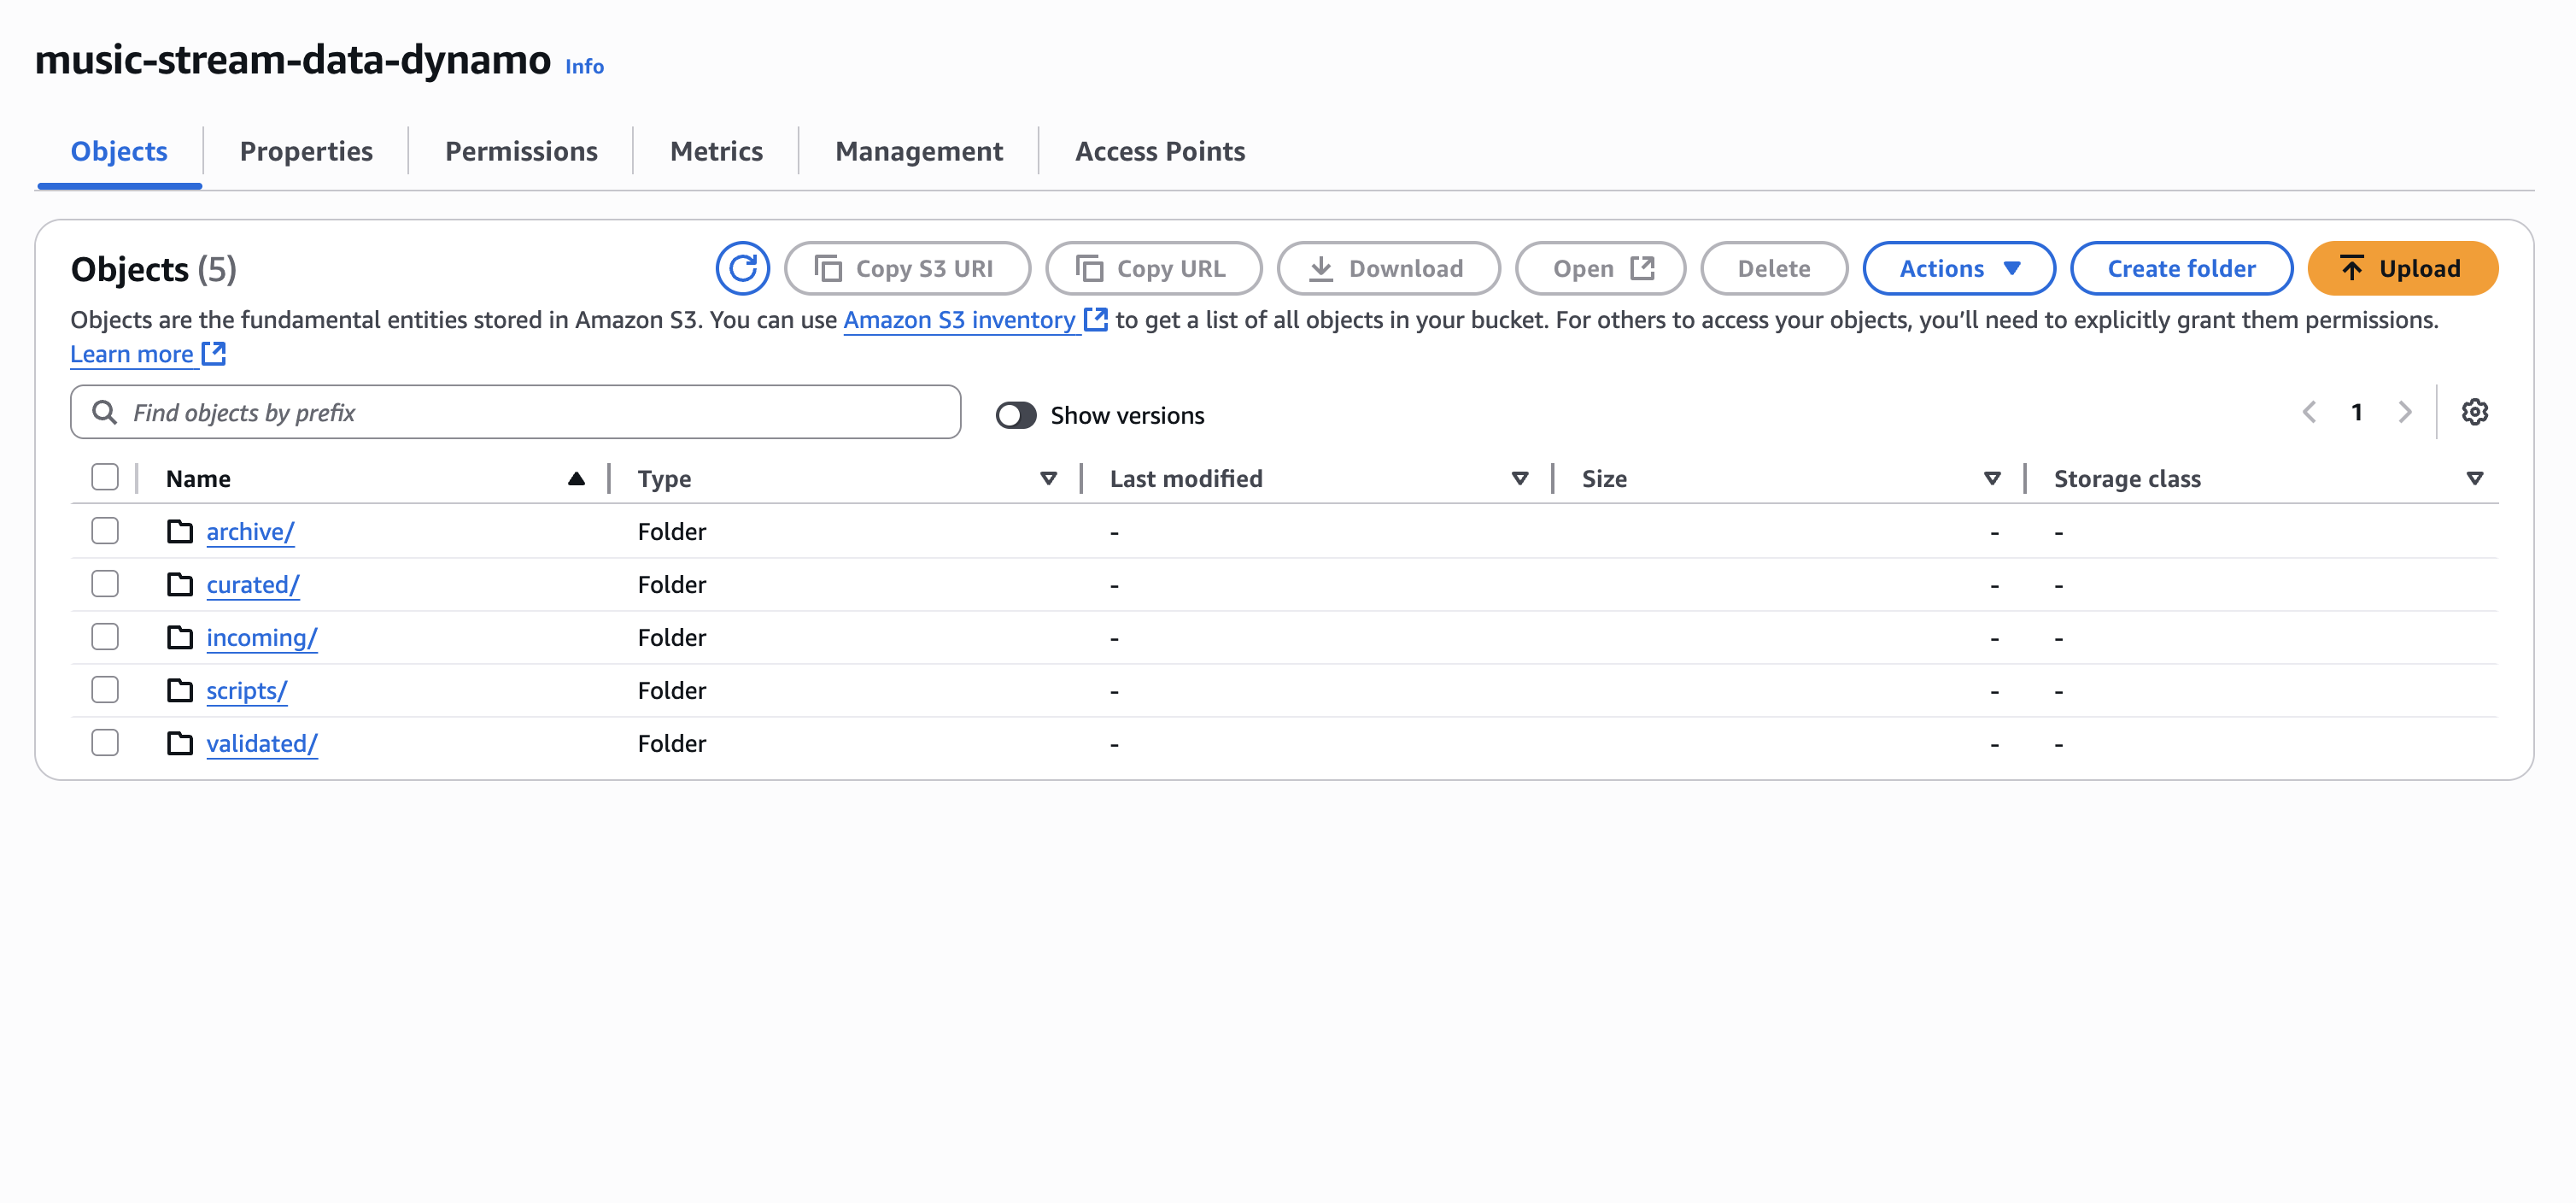 music-stream-data-dynamo Info
Objects Properties Permissions Metrics Management Access Points
Objects (5) Copy S3 URI Copy URL Download Open Delete Actions Create folder Upload
Objects are the fundamental entities stored in Amazon S3. You can use Amazon S3 inventory to get a list of all objects in your bucket. For others to access your objects, you’ll need to explicitly grant them permissions.
Learn more
Find objects by prefix Show versions 1
Name Type Last modified Size Storage class
archive/ Folder - - -
curated/ Folder - - -
incoming/ Folder - - -
scripts/ Folder - - -
validated/ Folder - - -